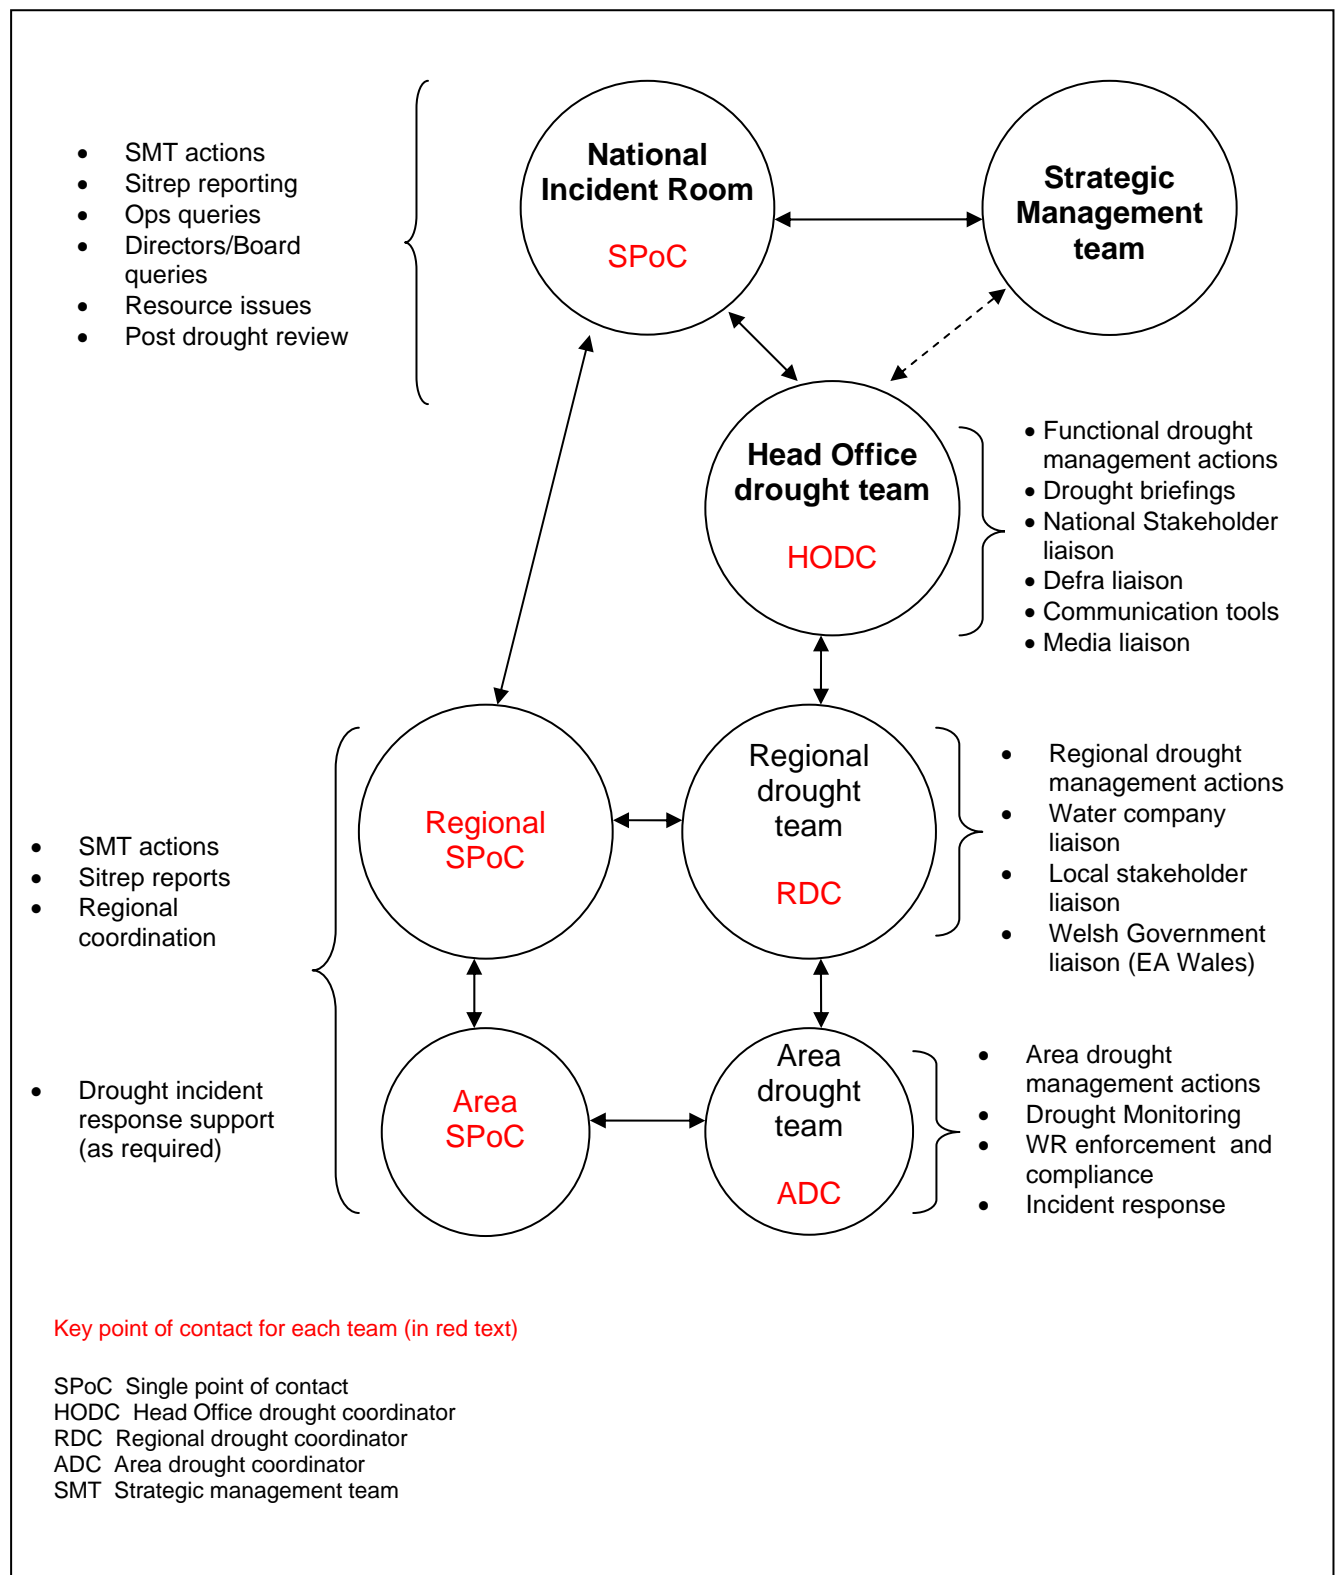 • SMT actions
• Sitrep reporting
• Ops queries
• Directors/Board
queries
• Resource issues
• Post drought review
National
Incident Room
SPoC
Strategic
Management
team
Head Office
drought team
HODC
• Functional drought
management actions
• Drought briefings
• National Stakeholder
liaison
• Defra liaison
• Communication tools
• Media liaison
• SMT actions
• Sitrep reports
• Regional
coordination
• Drought incident
response support
(as required)
Regional
SPoC
Regional
drought
team
RDC
• Regional drought
management actions
• Water company
liaison
• Local stakeholder
liaison
• Welsh Government
liaison (EA Wales)
Area
SPoC
Area
drought
team
ADC
• Area drought
management actions
• Drought Monitoring
• WR enforcement  and
compliance
• Incident response
Key point of contact for each team (in red text)
SPoC  Single point of contact
HODC  Head Office drought coordinator
RDC  Regional drought coordinator
ADC  Area drought coordinator
SMT  Strategic management team